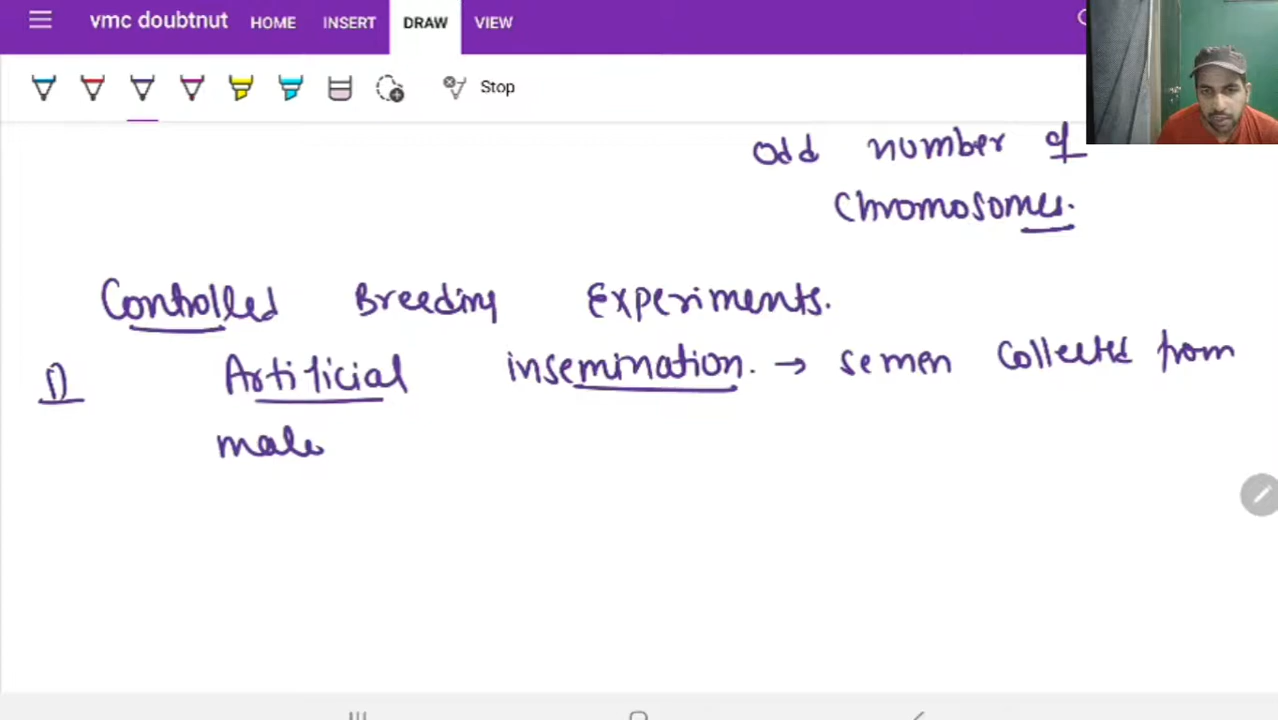 vmc doubtnut HOME INSERT DRAW VIEW
Stop
odd number of
Chromosomes.
Controlled Breeding Experiments.
1) Artificial insemination. → semen collected from
male